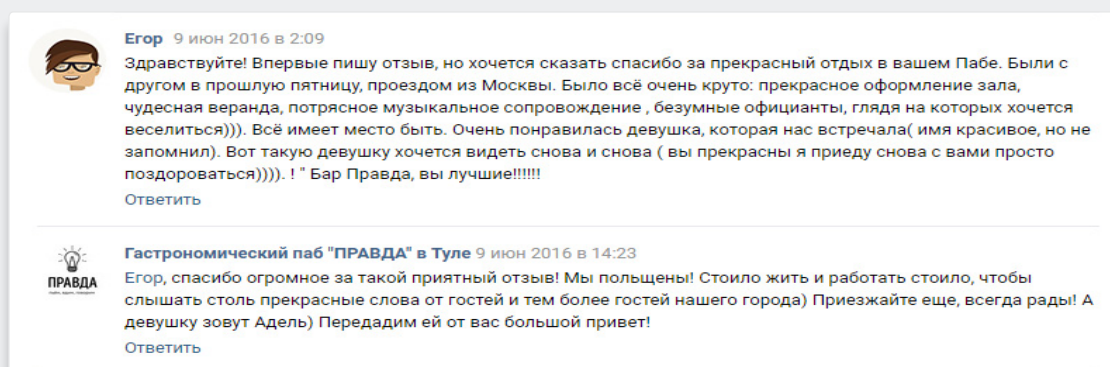 Егор 9 июн 2016 в 2:09
Здравствуйте! Впервые пишу отзыв, но хочется сказать спасибо за прекрасный отдых в вашем Пабе. Были с
другом в прошлую пятницу, проездом из Москвы. Было всё очень круто: прекрасное оформление зала,
чудесная веранда, потрясное музыкальное сопровождение , безумные официанты, глядя на которых хочется
веселиться))). Всё имеет место быть. Очень понравилась девушка, которая нас встречала( имя красивое, но не
запомнил). Вот такую девушку хочется видеть снова и снова ( вы прекрасны я приеду снова с вами просто
поздороваться)))). ! " Бар Правда, вы лучшие!!!!!!
Ответить
Гастрономический паб "ПРАВДА" в Туле 9 июн 2016 в 14:23
ПРАВДА
Егор, спасибо огромное за такой приятный отзыв! Мы польщены! Стоило жить и работать стоило, чтобы
слышать столь прекрасные слова от гостей и тем более гостей нашего города) Приезжайте еще, всегда рады! А
девушку зовут Адель) Передадим ей от вас большой привет!
Ответить